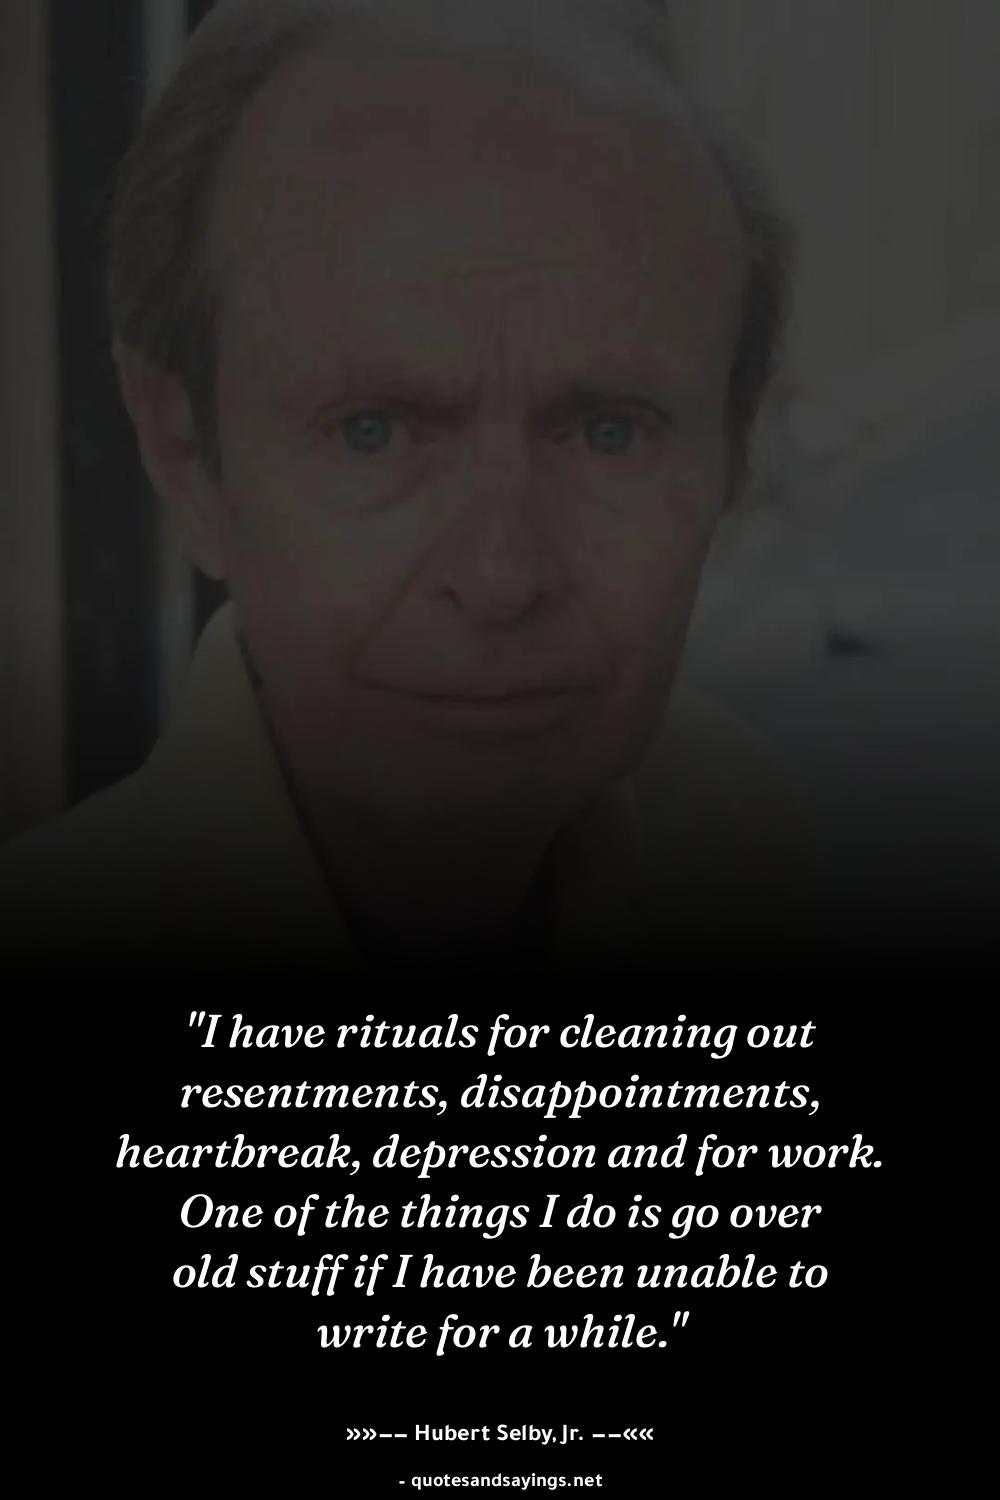 "I have rituals for cleaning out
resentments, disappointments,
heartbreak, depression and for work.
One of the things I do is go over
old stuff if I have been unable to
write for a while."
»»–– Hubert Selby, Jr. ––««
- quotesandsayings.net